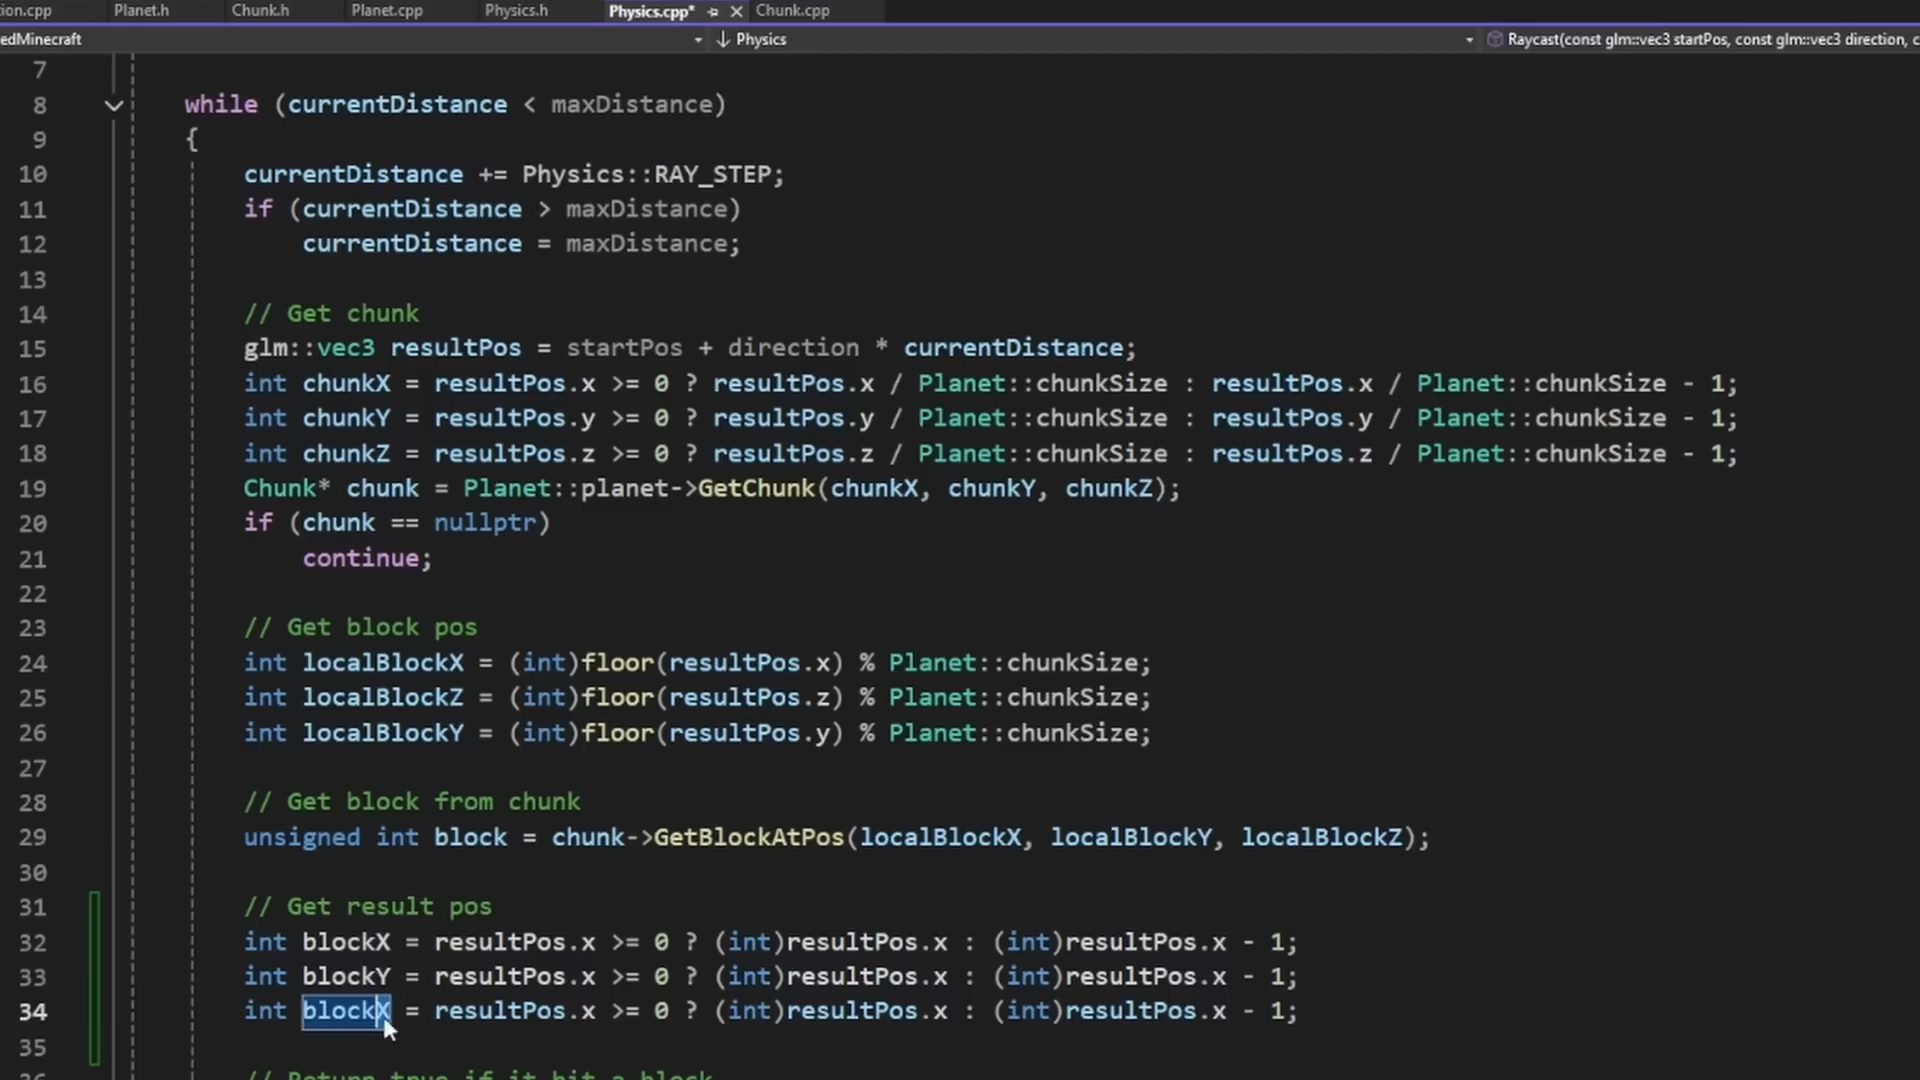 ion.cpp Planet.h Chunk.h Planet.cpp Physics.h Physics.cpp* Chunk.cpp
edMinecraft Physics Raycast(const glm::vec3 startPos, const glm::vec3 direction, c
7
8 while (currentDistance < maxDistance)
9 {
10 currentDistance += Physics::RAY_STEP;
11 if (currentDistance > maxDistance)
12 currentDistance = maxDistance;
13
14 // Get chunk
15 glm::vec3 resultPos = startPos + direction * currentDistance;
16 int chunkX = resultPos.x >= 0 ? resultPos.x / Planet::chunkSize : resultPos.x / Planet::chunkSize - 1;
17 int chunkY = resultPos.y >= 0 ? resultPos.y / Planet::chunkSize : resultPos.y / Planet::chunkSize - 1;
18 int chunkZ = resultPos.z >= 0 ? resultPos.z / Planet::chunkSize : resultPos.z / Planet::chunkSize - 1;
19 Chunk* chunk = Planet::planet->GetChunk(chunkX, chunkY, chunkZ);
20 if (chunk == nullptr)
21 continue;
22
23 // Get block pos
24 int localBlockX = (int)floor(resultPos.x) % Planet::chunkSize;
25 int localBlockZ = (int)floor(resultPos.z) % Planet::chunkSize;
26 int localBlockY = (int)floor(resultPos.y) % Planet::chunkSize;
27
28 // Get block from chunk
29 unsigned int block = chunk->GetBlockAtPos(localBlockX, localBlockY, localBlockZ);
30
31 // Get result pos
32 int blockX = resultPos.x >= 0 ? (int)resultPos.x : (int)resultPos.x - 1;
33 int blockY = resultPos.x >= 0 ? (int)resultPos.x : (int)resultPos.x - 1;
34 int blockX = resultPos.x >= 0 ? (int)resultPos.x : (int)resultPos.x - 1;
35
36 // Return true if it hit a block